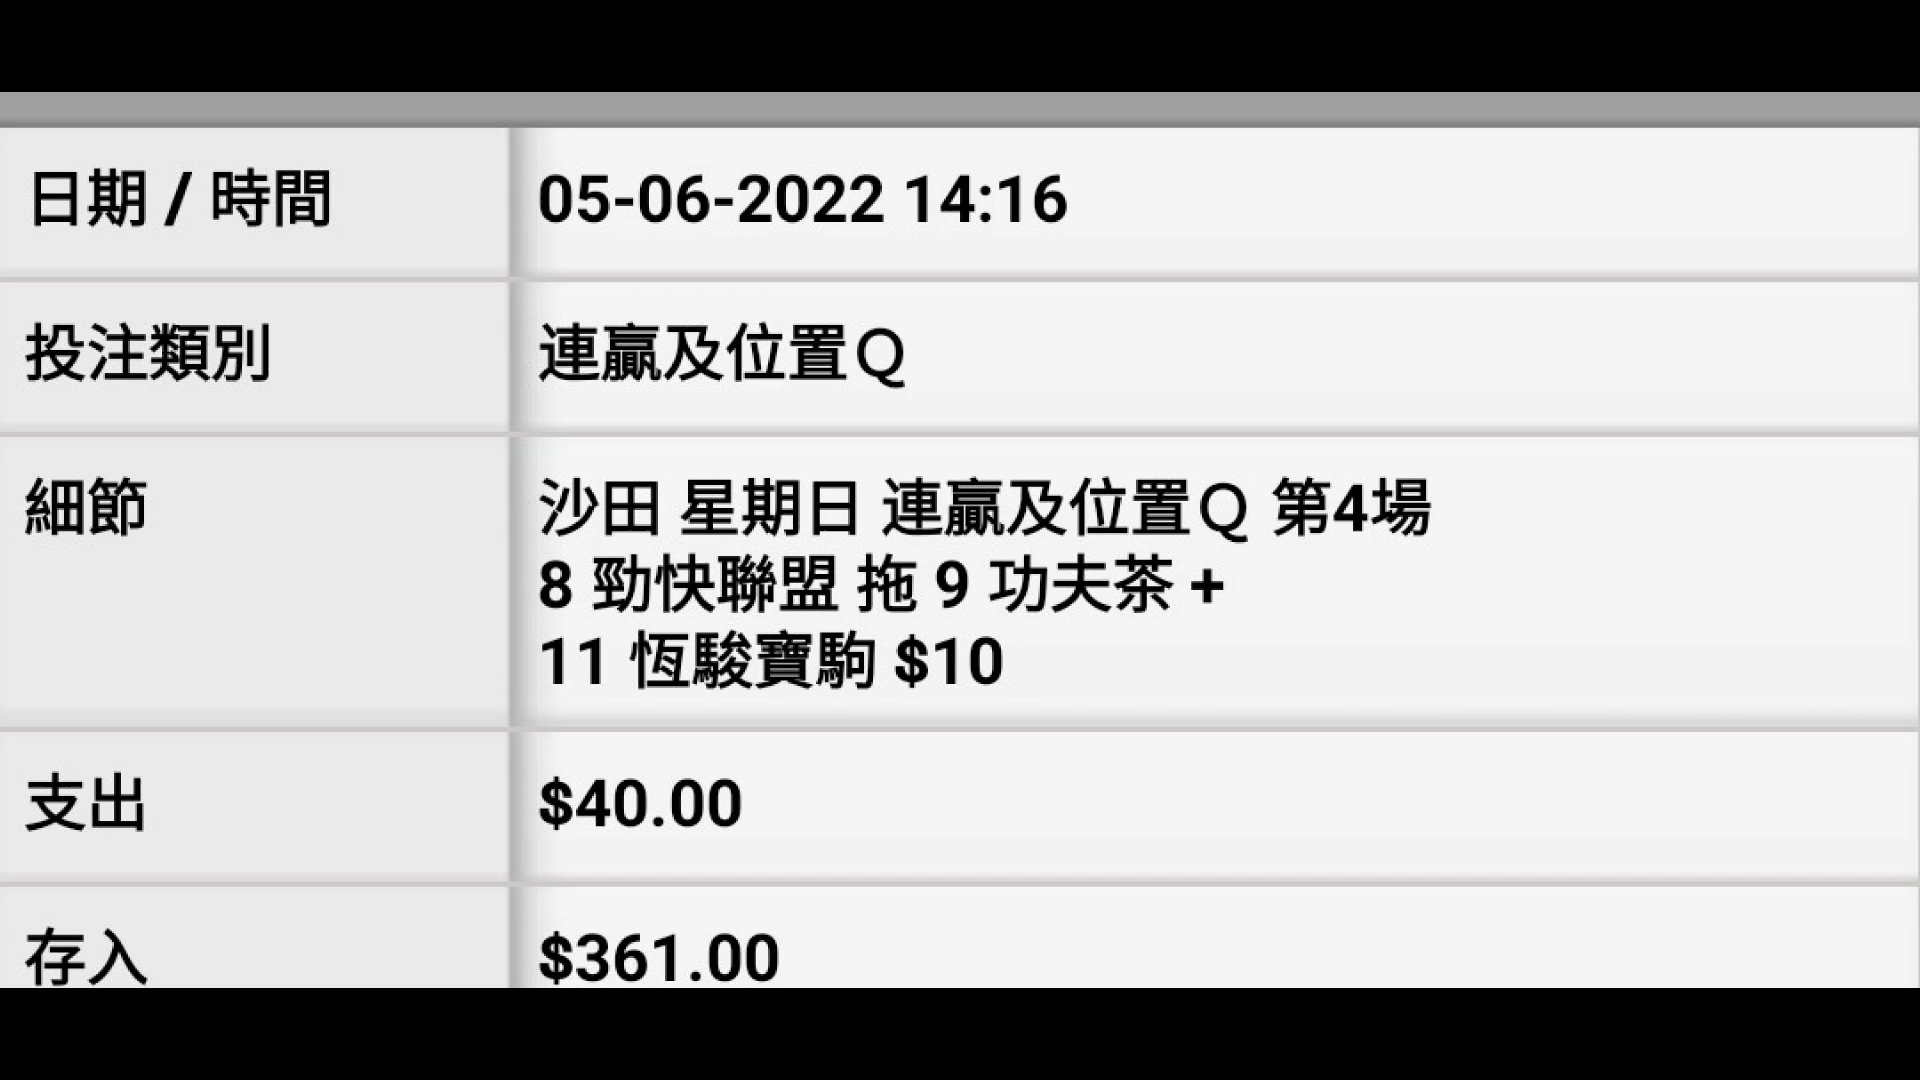 日期 / 時間
05-06-2022 14:16
投注類別
連贏及位置Q
細節
沙田 星期日 連贏及位置Q 第4場
8 勁快聯盟 拖 9 功夫茶 +
11 恆駿寶駒 $10
支出
$40.00
存入
$361.00